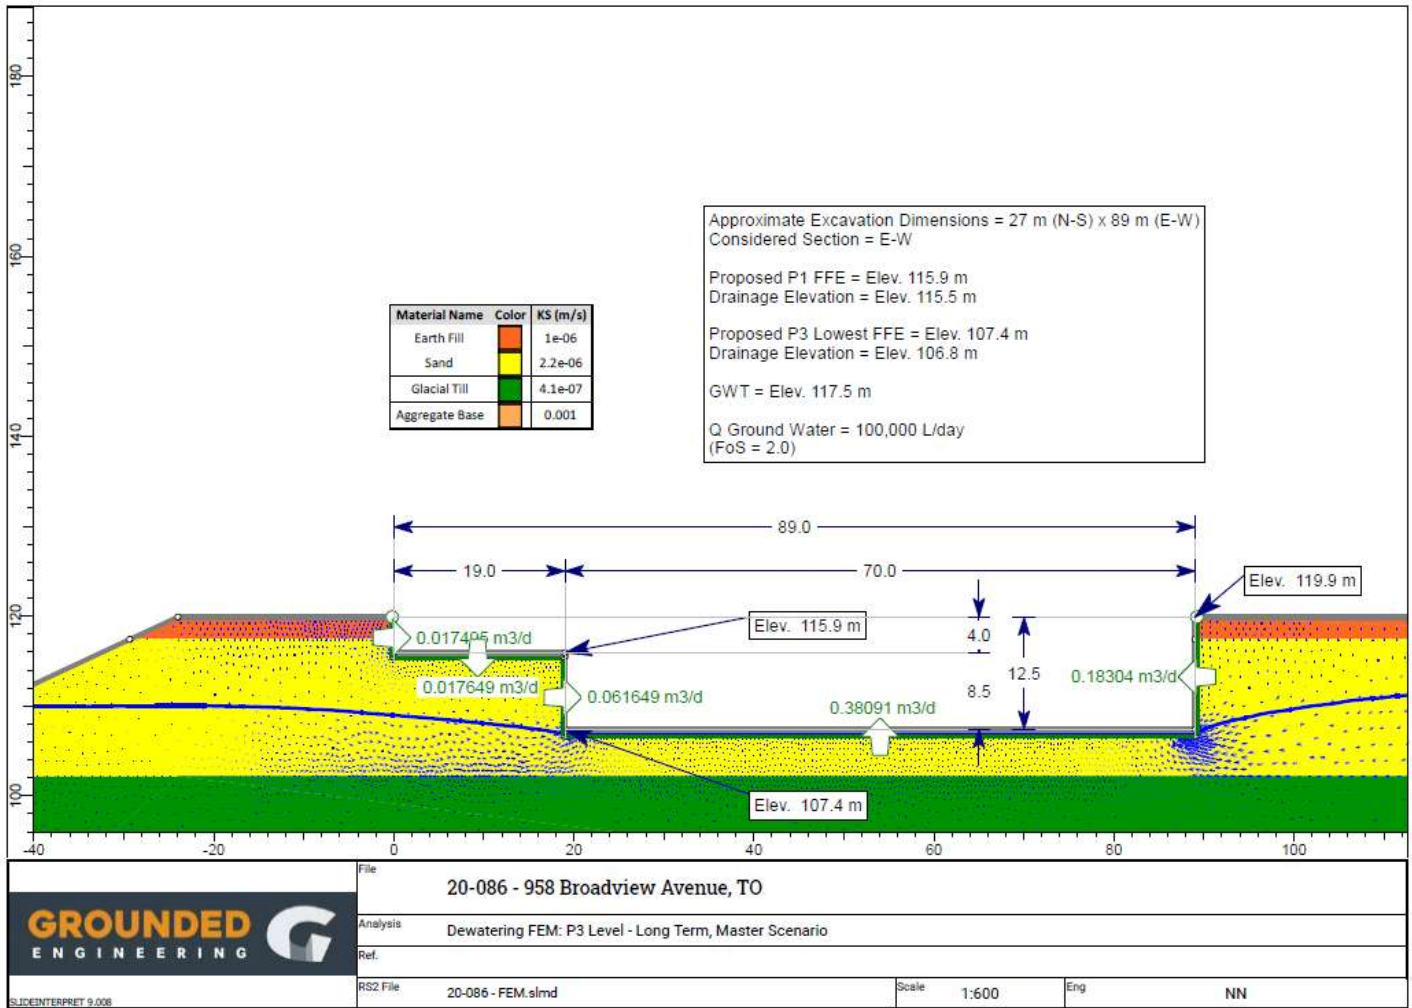 180
160
140
120
100
Approximate Excavation Dimensions = 27 m (N-S) x 89 m (E-W)
Considered Section = E-W
Proposed P1 FFE = Elev. 115.9 m
Drainage Elevation = Elev. 115.5 m
Proposed P3 Lowest FFE = Elev. 107.4 m
Drainage Elevation = Elev. 106.8 m
GWT = Elev. 117.5 m
Q Ground Water = 100,000 L/day
(FoS = 2.0)
Material Name Color KS (m/s)
Earth Fill 1e-06
Sand 2.2e-06
Glacial Till 4.1e-07
Aggregate Base 0.001
89.0
19.0 70.0
Elev. 119.9 m
Elev. 115.9 m
4.0
12.5
8.5
0.017495 m3/d
0.017649 m3/d
0.061649 m3/d
0.38091 m3/d
0.18304 m3/d
Elev. 107.4 m
-40 -20 0 20 40 60 80 100
GROUNDED
ENGINEERING
SLIDEINTERPRET 9.008
File
20-086 - 958 Broadview Avenue, TO
Analysis
Dewatering FEM: P3 Level - Long Term, Master Scenario
Ref.
RS2 File
20-086 - FEM.slmd
Scale
1:600
Eng
NN